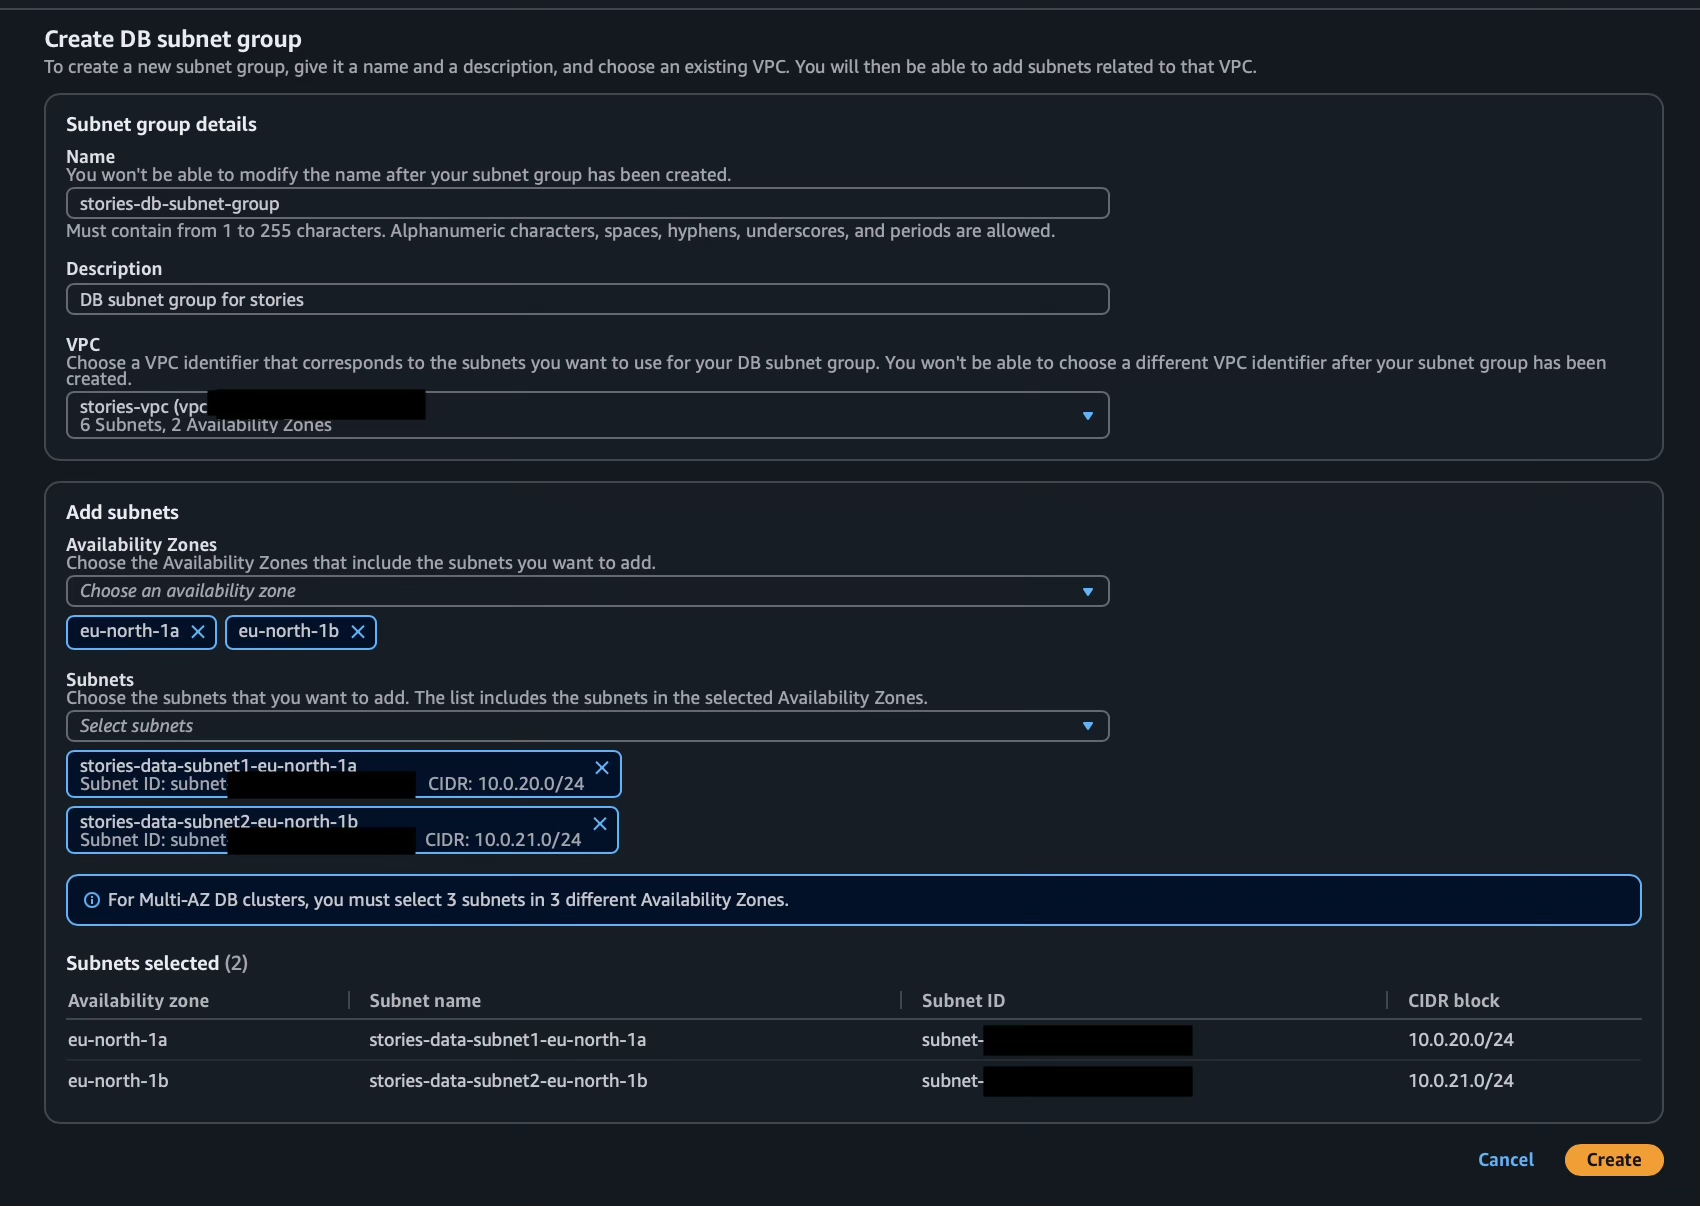 Create DB subnet group
To create a new subnet group, give it a name and a description, and choose an existing VPC. You will then be able to add subnets related to that VPC.
Subnet group details
Name
You won't be able to modify the name after your subnet group has been created.
stories-db-subnet-group
Must contain from 1 to 255 characters. Alphanumeric characters, spaces, hyphens, underscores, and periods are allowed.
Description
DB subnet group for stories
VPC
Choose a VPC identifier that corresponds to the subnets you want to use for your DB subnet group. You won't be able to choose a different VPC identifier after your subnet group has been
created.
stories-vpc (vpc
6 Subnets, 2 Availability Zones
Add subnets
Availability Zones
Choose the Availability Zones that include the subnets you want to add.
Choose an availability zone
eu-north-1a eu-north-1b
Subnets
Choose the subnets that you want to add. The list includes the subnets in the selected Availability Zones.
Select subnets
stories-data-subnet1-eu-north-1a
Subnet ID: subnet- CIDR: 10.0.20.0/24
stories-data-subnet2-eu-north-1b
Subnet ID: subnet- CIDR: 10.0.21.0/24
For Multi-AZ DB clusters, you must select 3 subnets in 3 different Availability Zones.
Subnets selected (2)
Availability zone Subnet name Subnet ID CIDR block
eu-north-1a stories-data-subnet1-eu-north-1a subnet- 10.0.20.0/24
eu-north-1b stories-data-subnet2-eu-north-1b subnet- 10.0.21.0/24
Cancel Create